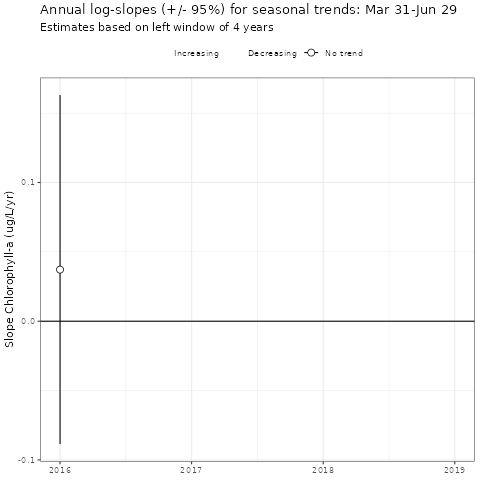 Annual log-slopes (+/- 95%) for seasonal trends: Mar 31-Jun 29
Estimates based on left window of 4 years
Increasing Decreasing No trend
Slope Chlorophyll-a (ug/L/yr)
0.1
0.0
-0.1
2016 2017 2018 2019